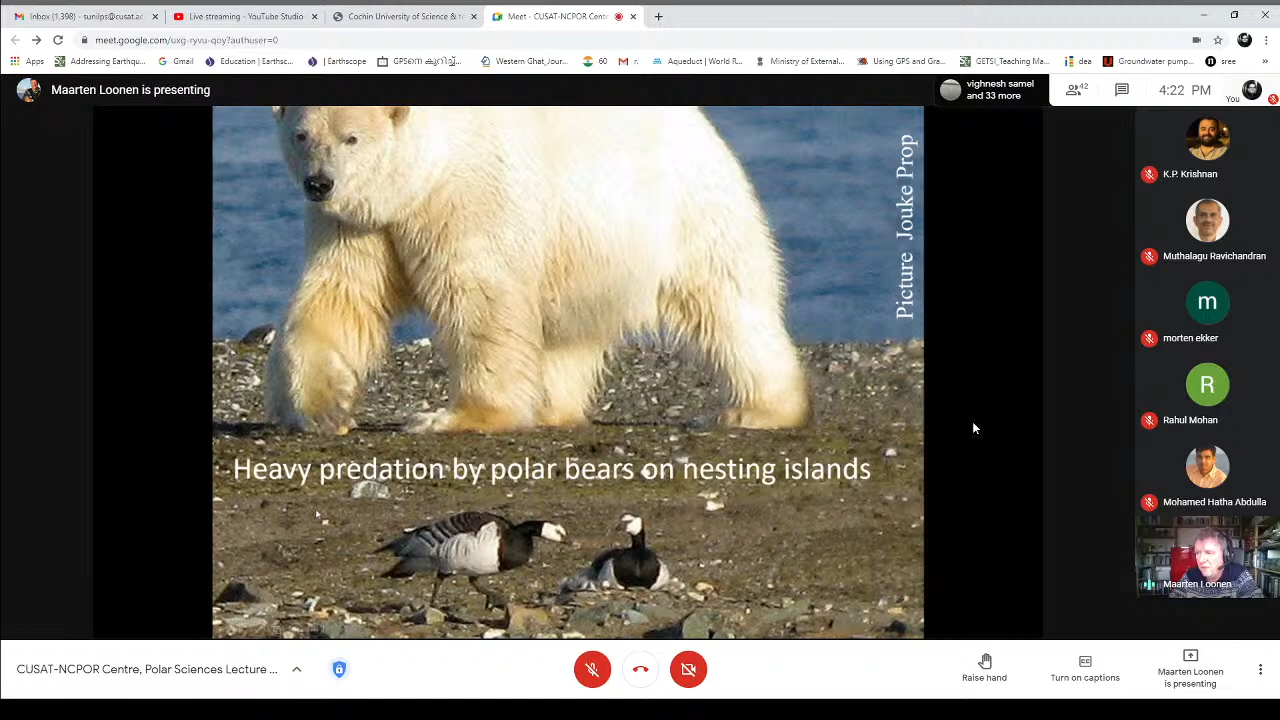 Inbox (1,398) - sunilps@cusat.ac
Live streaming - YouTube Studio
Cochin University of Science & te
Meet - CUSAT-NCPOR Centr
meet.google.com/uxg-ryvu-qoy?authuser=0
Apps
Addressing Earthqu...
Gmail
Education | Earthsc...
| Earthscope
Western Ghat_Jour...
60
r.
Aqueduct | World R...
Ministry of External...
Using GPS and Gra...
GETSI_Teaching Ma...
dea
Groundwater pump...
sree
»
Maarten Loonen is presenting
vighnesh samel
and 33 more
42
4:22 PM
You
Picture Jouke Prop
Heavy predation by polar bears on nesting islands
K.P. Krishnan
Muthalagu Ravichandran
m
morten ekker
R
Rahul Mohan
Mohamed Hatha Abdulla
Maarten Loonen
CUSAT-NCPOR Centre, Polar Sciences Lecture ...
Raise hand
Turn on captions
Maarten Loonen
is presenting